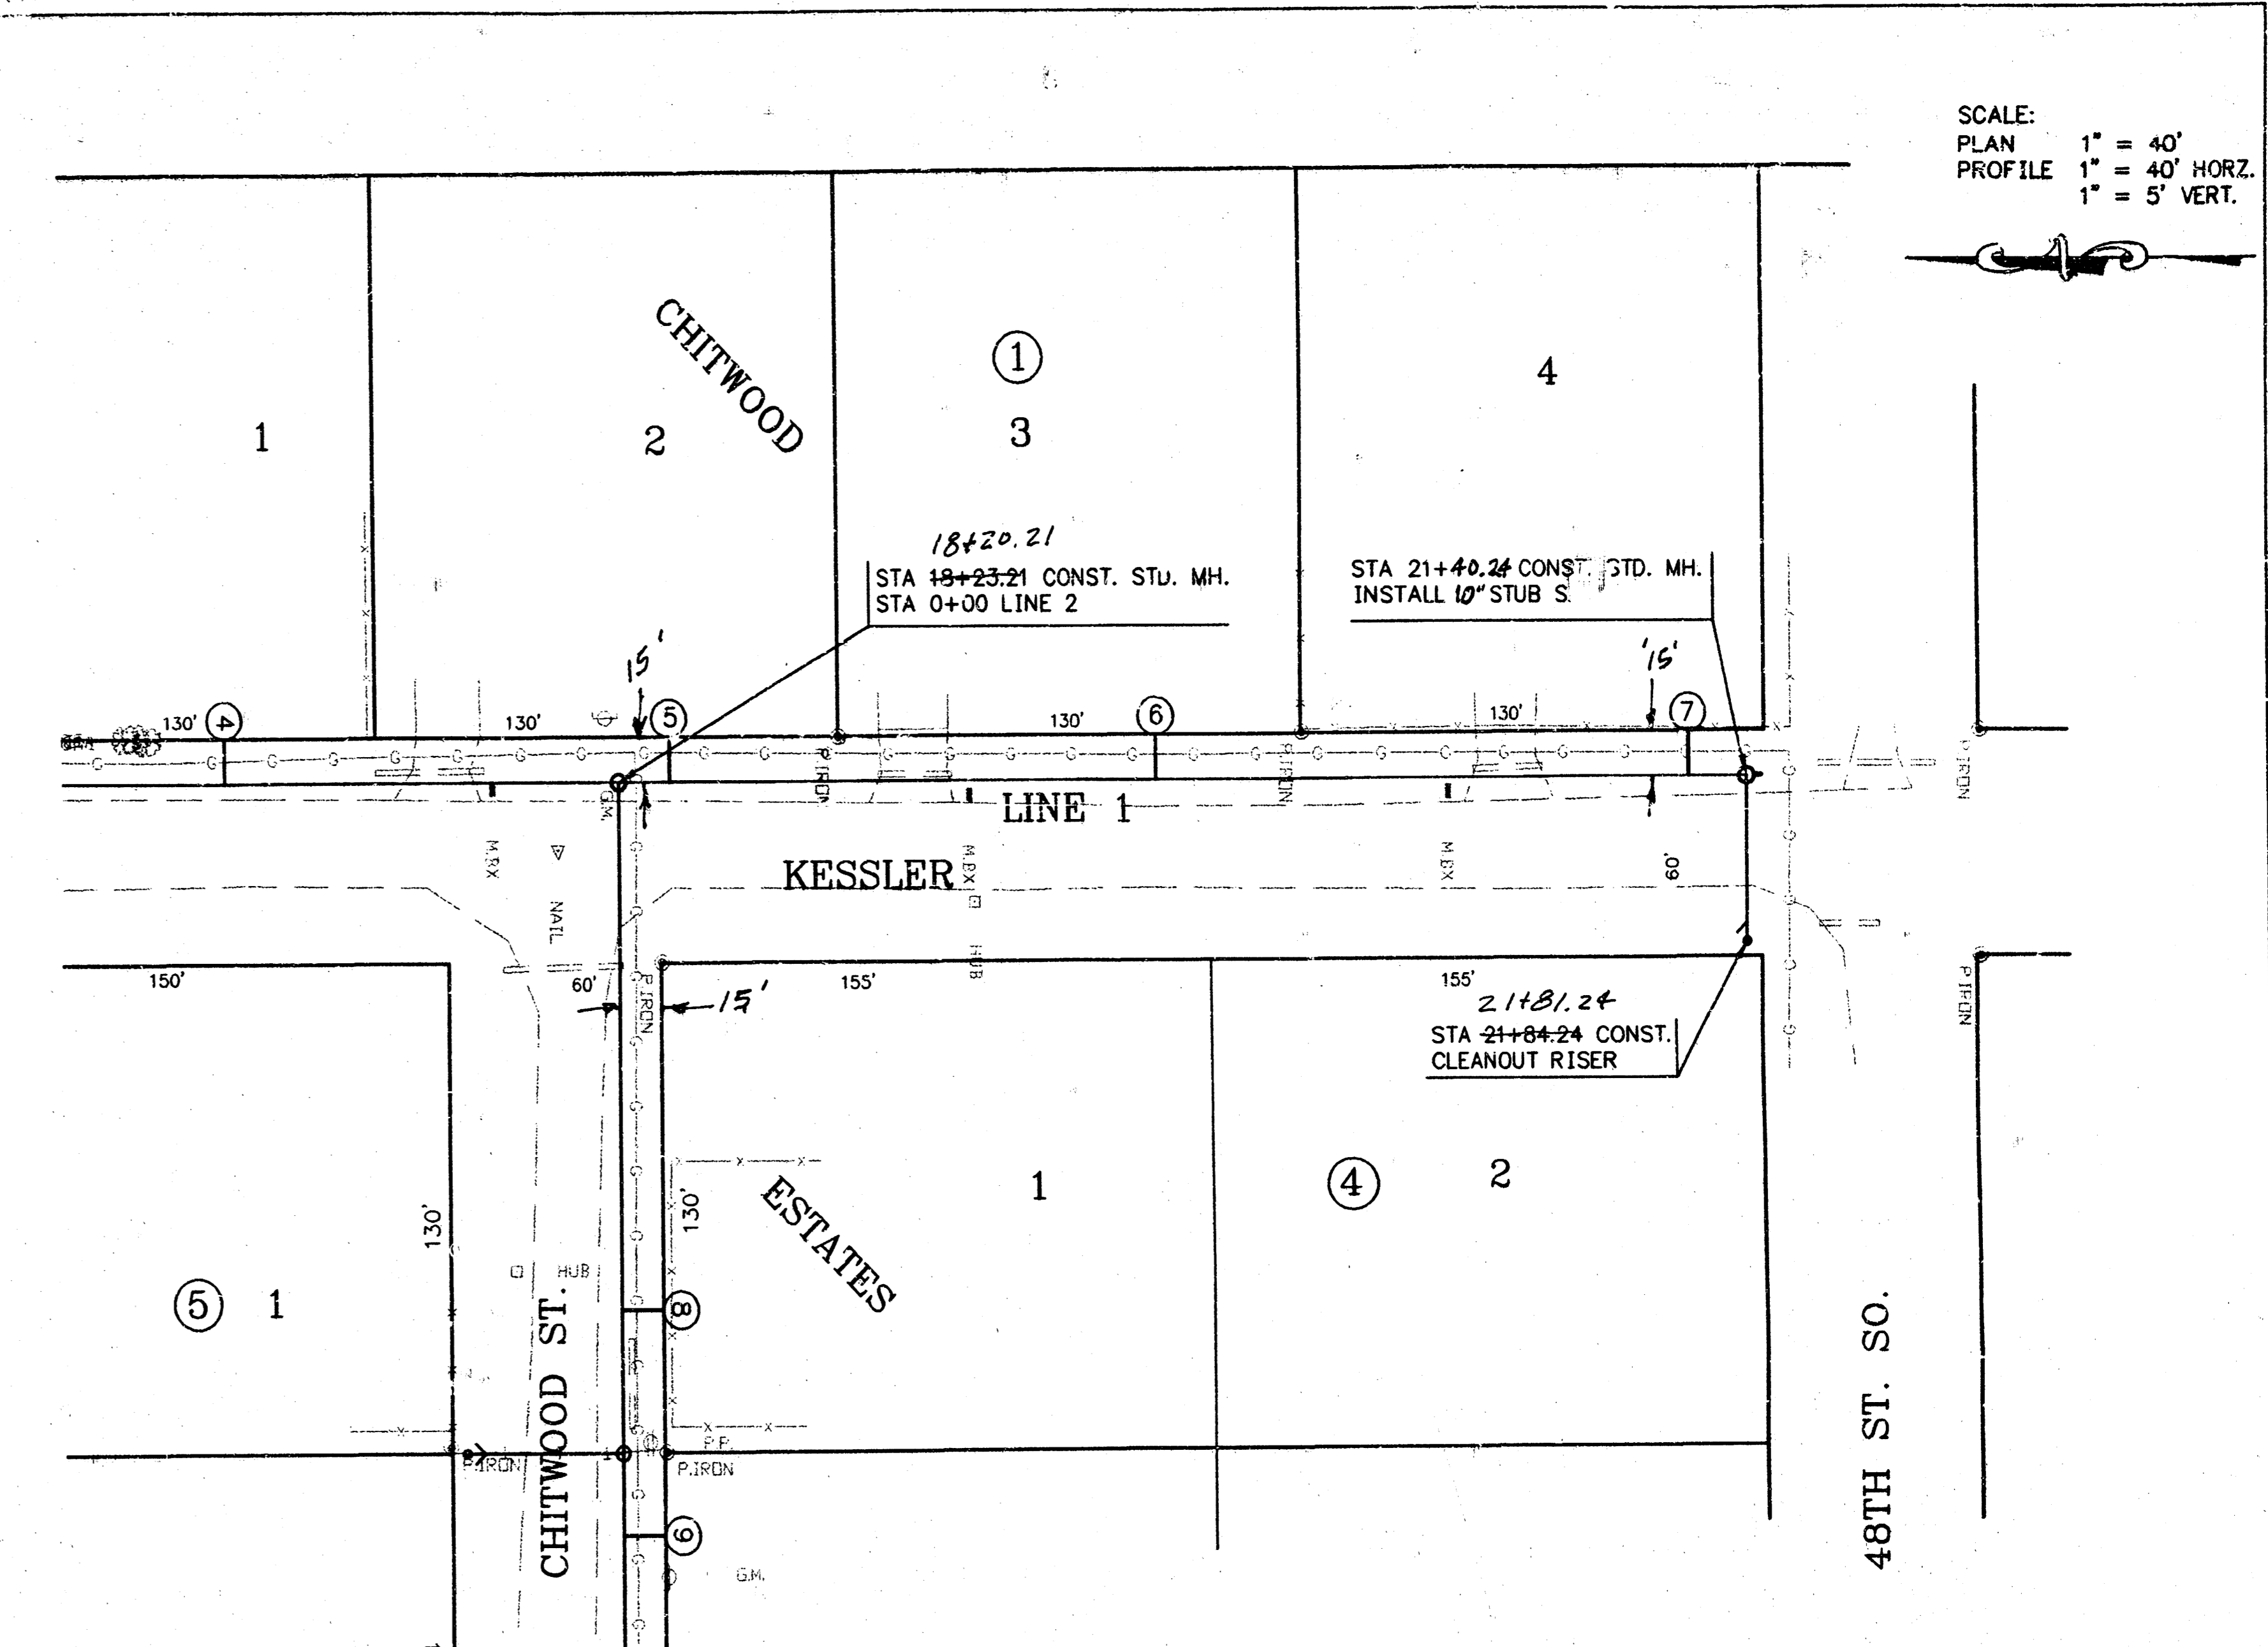 SCALE:
PLAN 1" = 40'
PROFILE 1" = 40' HORZ.
1" = 5' VERT.
CHITWOOD
1
2
1
3
4
18+20.21
STA 18+23.21 CONST. STD. MH.
STA 0+00 LINE 2
STA 21+40.24 CONST. STD. MH.
INSTALL 10" STUB S.
15'
15'
130'
4
130'
5
130'
6
130'
7
G G G G G G G G G G G G G G G G G G G G G G G G G G
P.IRON
P.IRON
P.IRON
G.M.
LINE 1
M.BX
NAIL
KESSLER
M.BX
M.BX
60'
HUB
150'
60'
P.IRON
15'
155'
155'
21+81.24
STA 21+84.24 CONST.
CLEANOUT RISER
P.IRON
130'
130'
ESTATES
1
4
2
5
1
HUB
8
CHITWOOD ST.
48TH ST. SO.
P.P.
P.IRON
P.IRON
9
G.M.